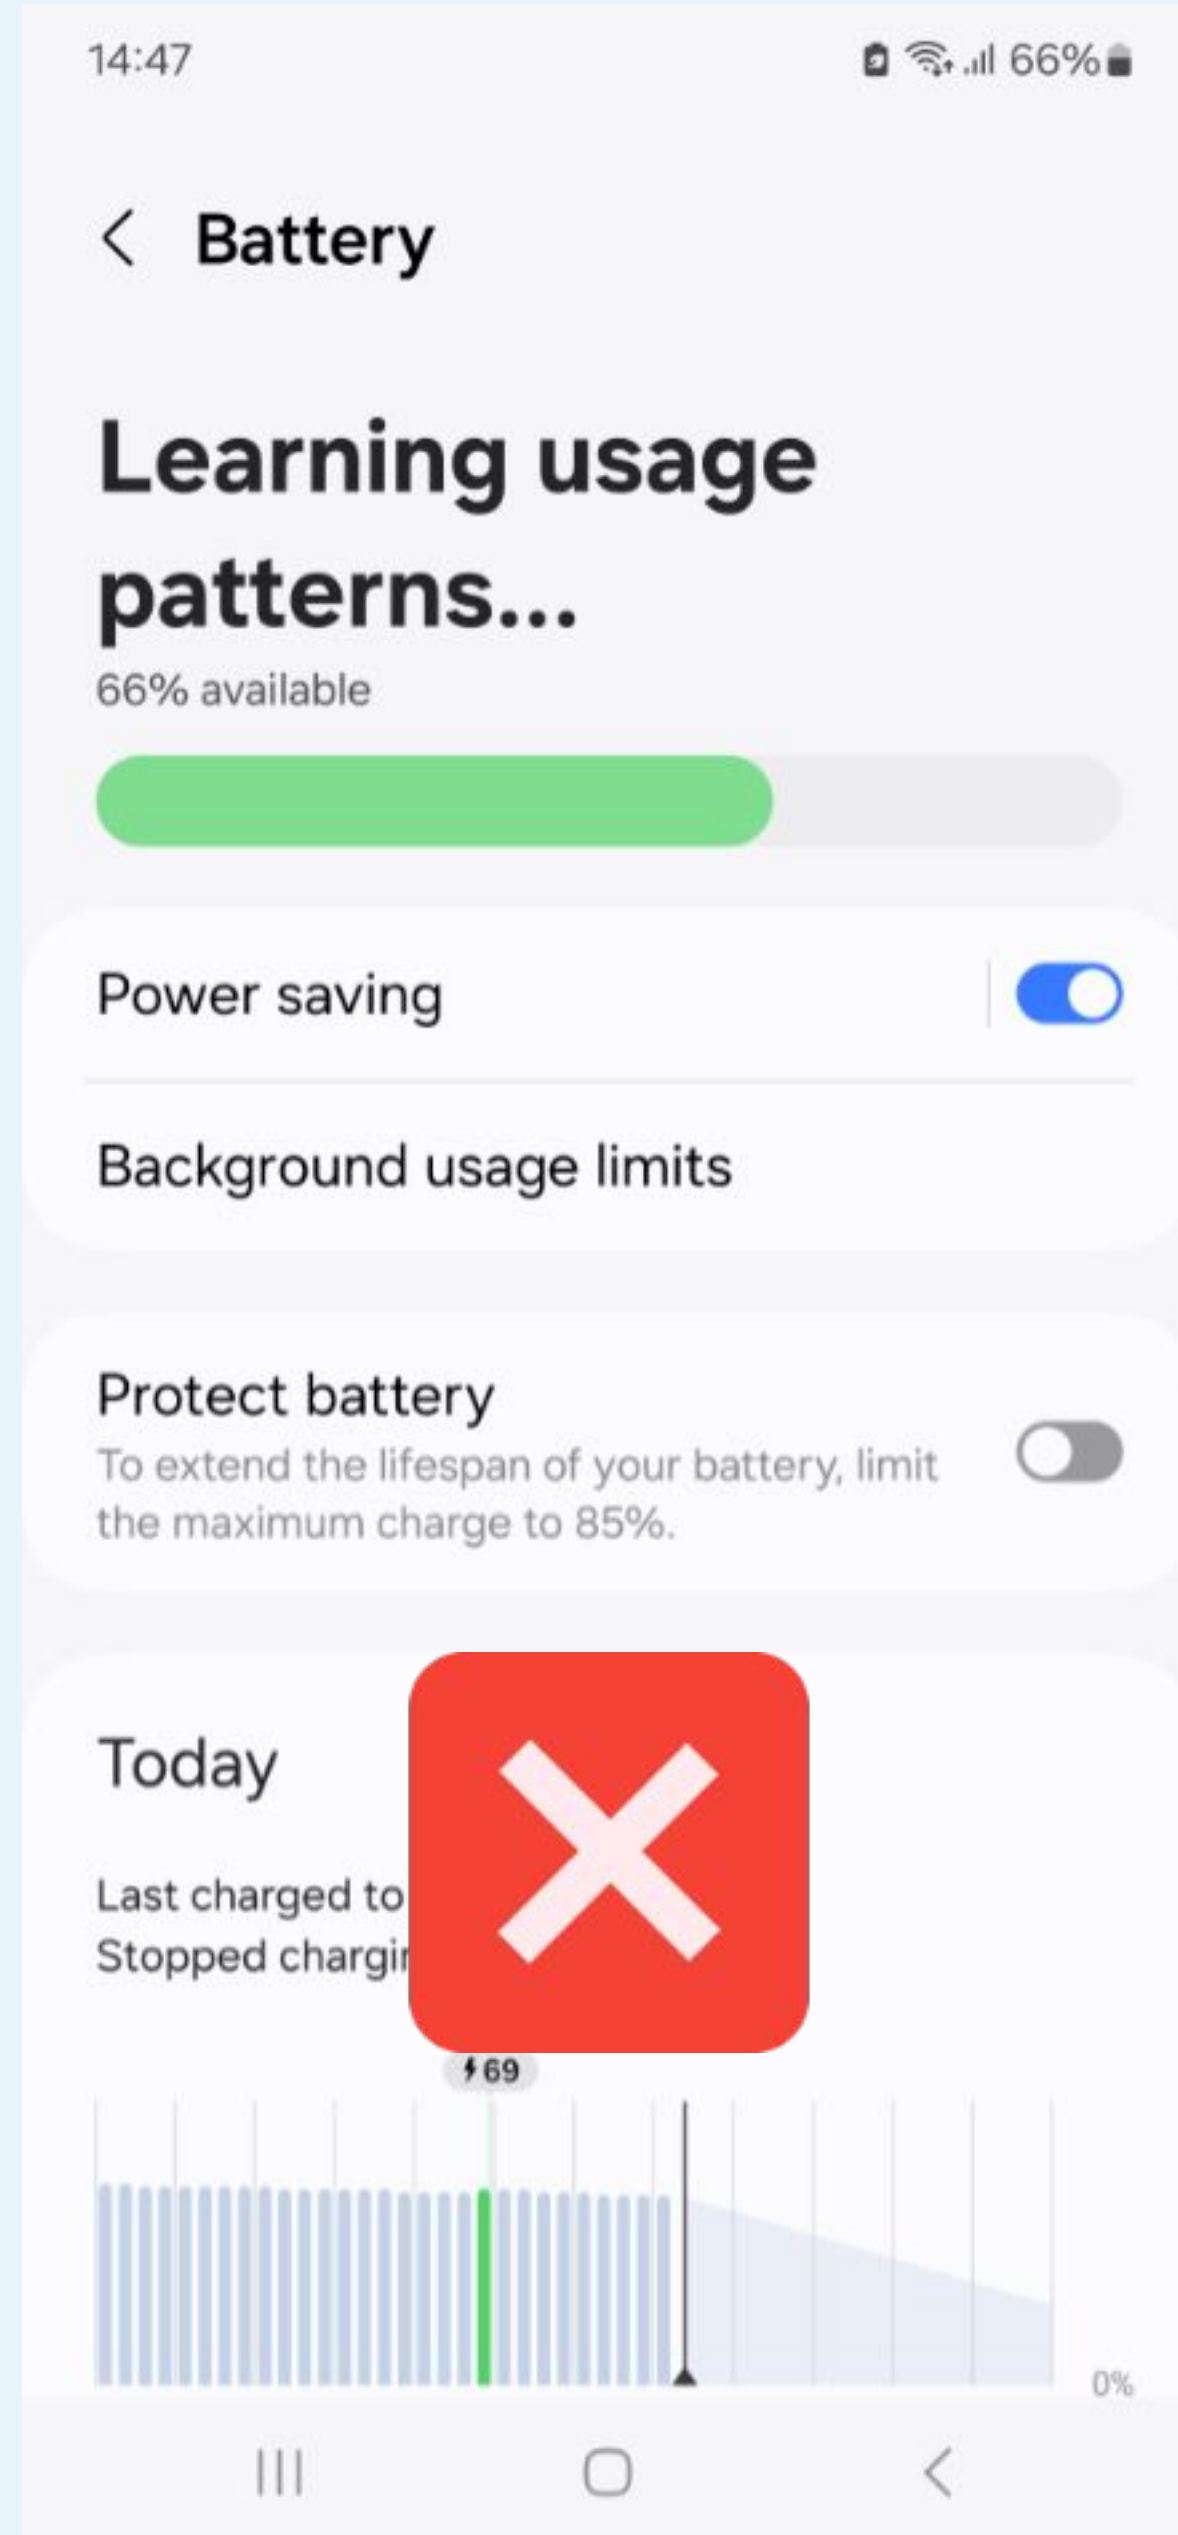 14:47
66%
Battery
Learning usage
patterns...
66% available
Power saving
Background usage limits
Protect battery
To extend the lifespan of your battery, limit
the maximum charge to 85%.
Today
Last charged to
Stopped
69
0%